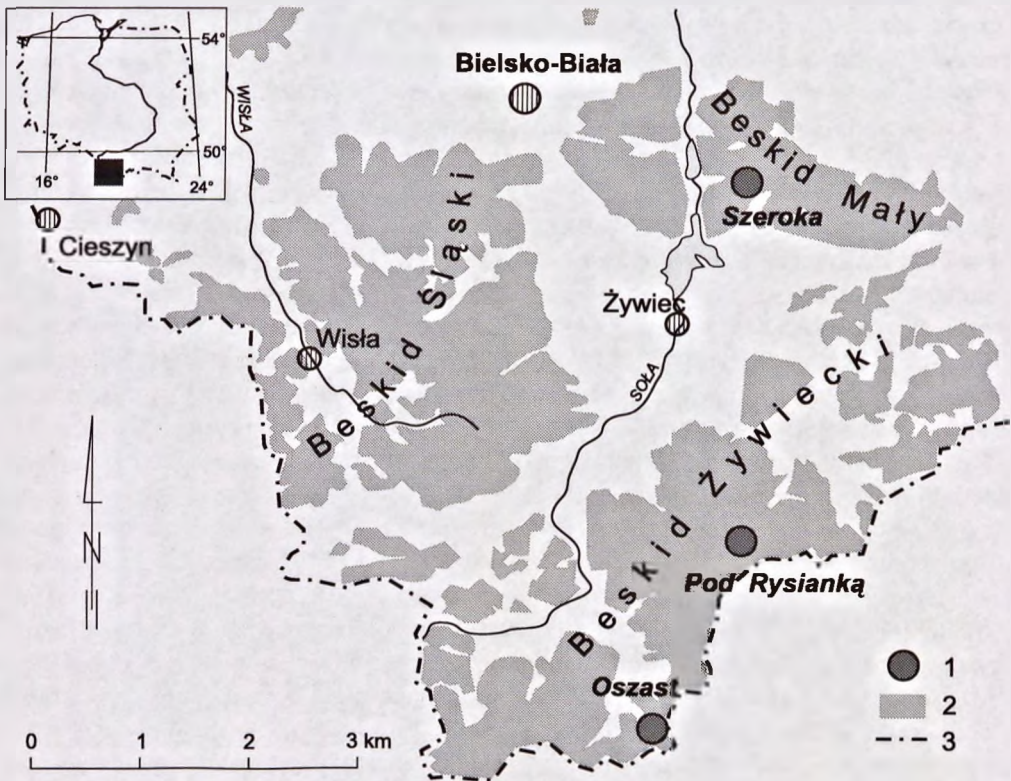 54°
50°
16°
24°
WISŁA
Bielsko-Biała
Beskid Mały
Szeroka
Cieszyn
Beskid Śląski
Żywiec
Wisła
SOŁA
Beskid Żywiecki
N
Pod Rysianką
Oszast
1
2
3
0 1 2 3 km